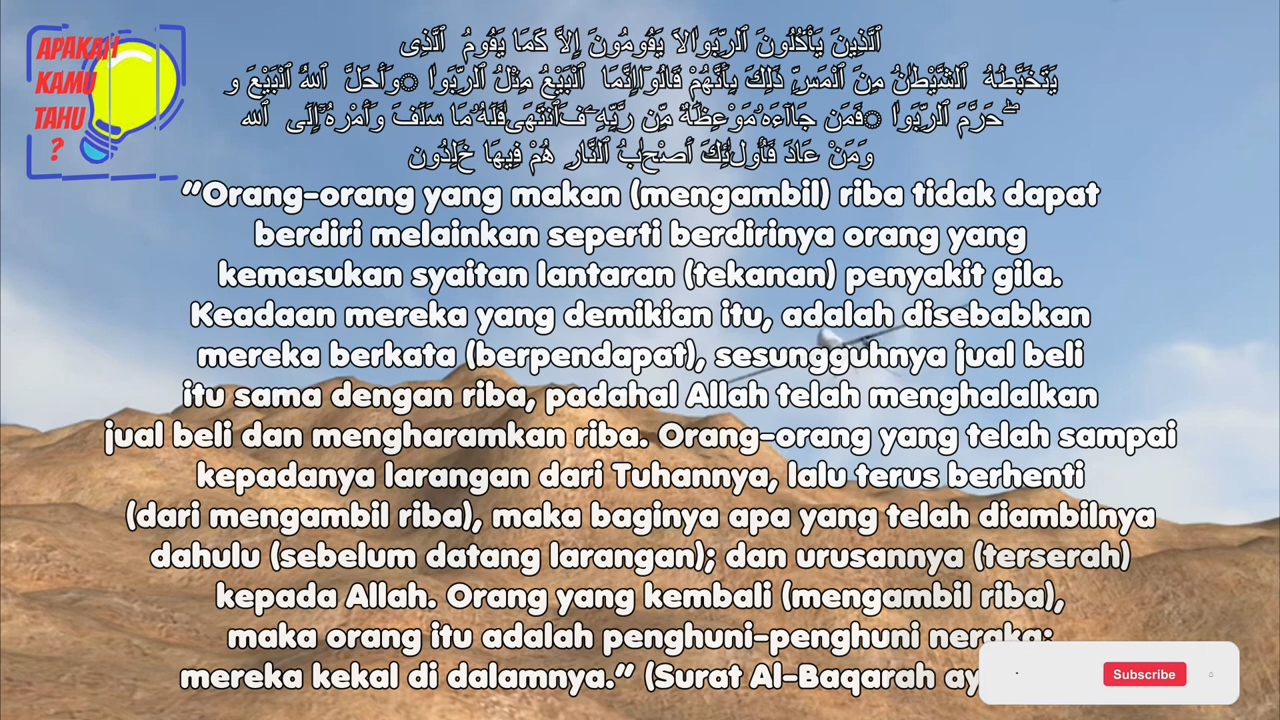 APAKAH
KAMU
TAHU
?
ٱلَّذِينَ يَأْكُلُونَ ٱلرِّبَوٰا۟لَا يَقُومُونَ إِلَّا كَمَا يَقُومُ ٱلَّذِى
يَتَخَبَّطُهُ ٱلشَّيْطَٰنُ مِنَ ٱلْمَسِّ ذَٰلِكَ بِأَنَّهُمْ قَالُوٓا۟إِنَّمَا ٱلْبَيْعُ مِثْلُ ٱلرِّبَوٰا۟ وَأَحَلَّ ٱللَّهُ ٱلْبَيْعَ و
حَرَّمَ ٱلرِّبَوٰا۟ فَمَن جَآءَهُۥمَوْعِظَةٌ مِّن رَّبِّهِۦ فَٱنتَهَىٰفَلَهُۥمَا سَلَفَ وَأَمْرُهُۥٓإِلَى ٱللَّهِ ۖ
وَمَنْ عَادَ فَأُو۟لَٰٓئِكَ أَصْحَٰبُ ٱلنَّارِ هُمْ فِيهَا خَٰلِدُون
“Orang-orang yang makan (mengambil) riba tidak dapat
berdiri melainkan seperti berdirinya orang yang
kemasukan syaitan lantaran (tekanan) penyakit gila.
Keadaan mereka yang demikian itu, adalah disebabkan
mereka berkata (berpendapat), sesungguhnya jual beli
itu sama dengan riba, padahal Allah telah menghalalkan
jual beli dan mengharamkan riba. Orang-orang yang telah sampai
kepadanya larangan dari Tuhannya, lalu terus berhenti
(dari mengambil riba), maka baginya apa yang telah diambilnya
dahulu (sebelum datang larangan); dan urusannya (terserah)
kepada Allah. Orang yang kembali (mengambil riba),
maka orang itu adalah penghuni-penghuni neraka;
mereka kekal di dalamnya.” (Surat Al-Baqarah
Subscribe